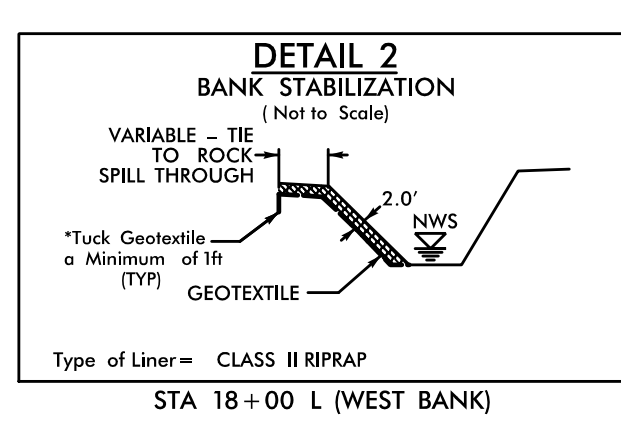 DETAIL 2
BANK STABILIZATION
( Not to Scale)
VARIABLE – TIE
TO ROCK
SPILL THROUGH
2.0'
NWS
*Tuck Geotextile
a Minimum of 1ft
(TYP)
GEOTEXTILE
Type of Liner= CLASS II RIPRAP
STA 18+00 L (WEST BANK)